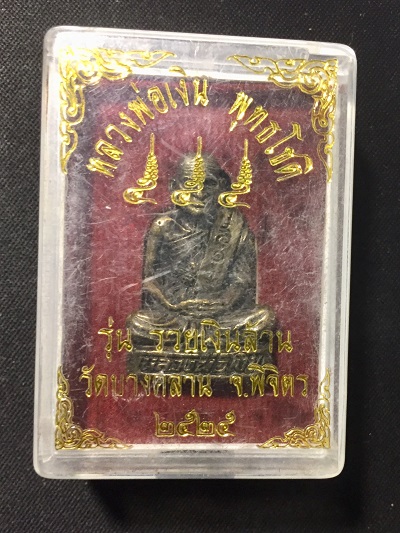 หลวงพ่อเงิน พุทธโชติ
รุ่น รวยเงินล้าน
วัดบางคลาน จ.พิจิตร
๒๕๒๕